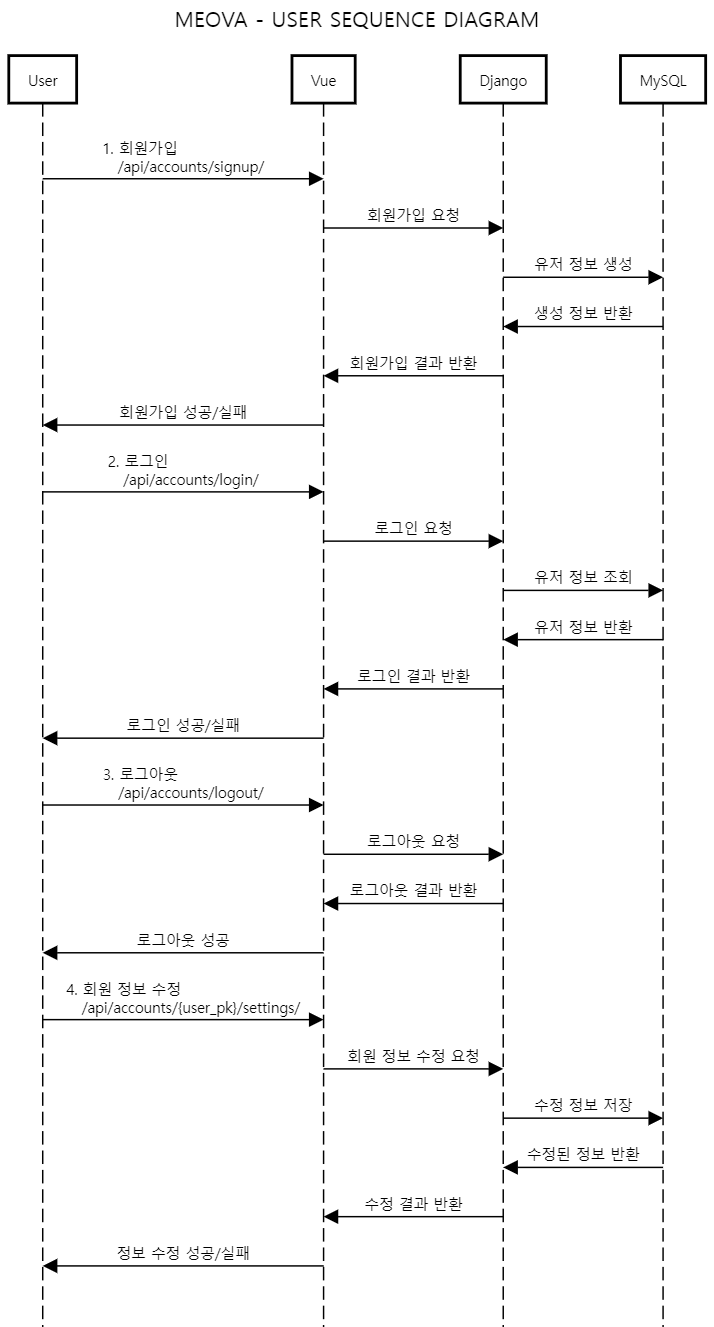 MEOVA - USER SEQUENCE DIAGRAM
User
Vue
Django
MySQL
1. 회원가입
/api/accounts/signup/
회원가입 요청
유저 정보 생성
생성 정보 반환
회원가입 결과 반환
회원가입 성공/실패
2. 로그인
/api/accounts/login/
로그인 요청
유저 정보 조회
유저 정보 반환
로그인 결과 반환
로그인 성공/실패
3. 로그아웃
/api/accounts/logout/
로그아웃 요청
로그아웃 결과 반환
로그아웃 성공
4. 회원 정보 수정
/api/accounts/{user_pk}/settings/
회원 정보 수정 요청
수정 정보 저장
수정된 정보 반환
수정 결과 반환
정보 수정 성공/실패